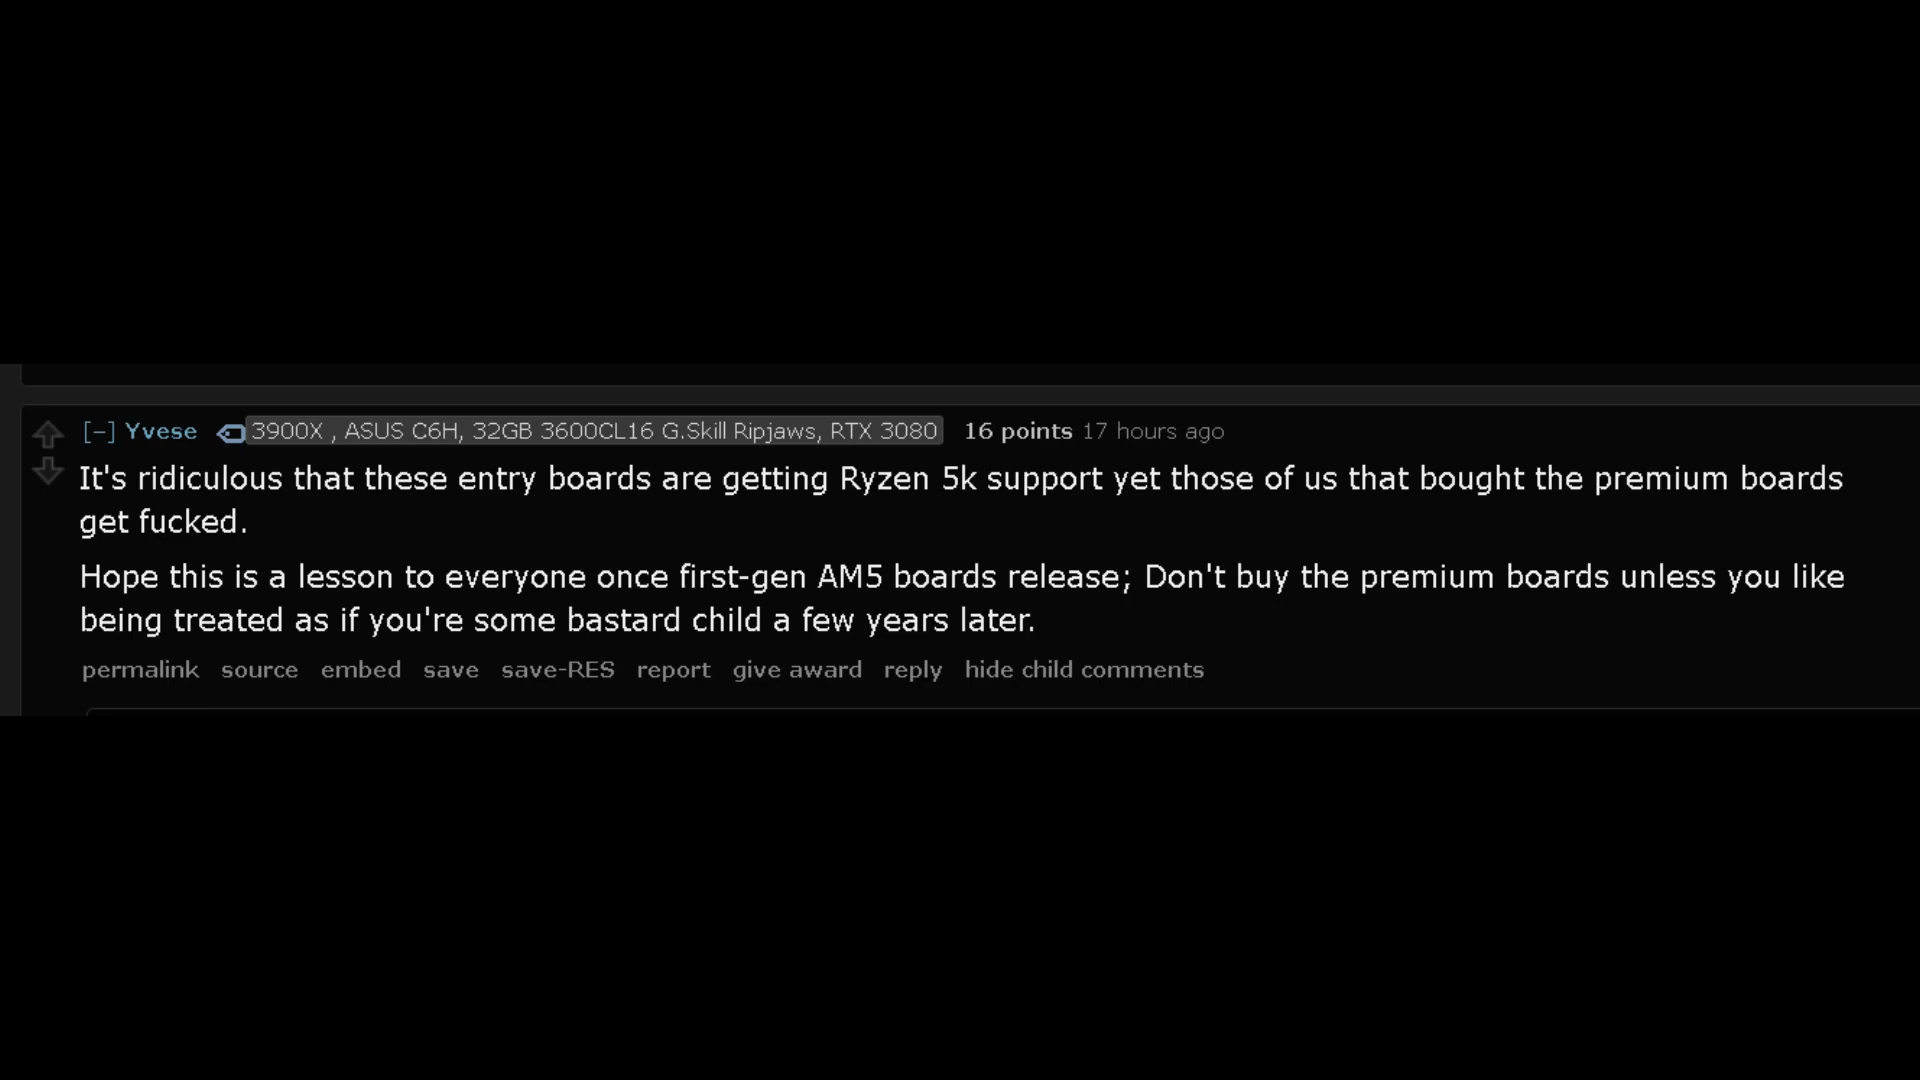 [−] Yvese 3900X , ASUS C6H, 32GB 3600CL16 G.Skill Ripjaws, RTX 3080 16 points 17 hours ago
It's ridiculous that these entry boards are getting Ryzen 5k support yet those of us that bought the premium boards
get fucked.
Hope this is a lesson to everyone once first-gen AM5 boards release; Don't buy the premium boards unless you like
being treated as if you're some bastard child a few years later.
permalink source embed save save-RES report give award reply hide child comments